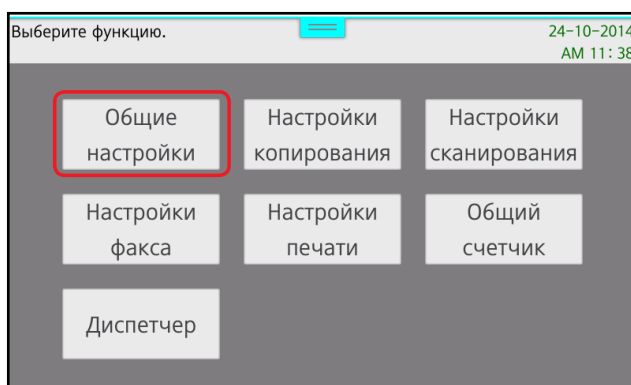 Выберите функцию.
24-10-2014
AM 11:38
Общие
настройки
Настройки
копирования
Настройки
сканирования
Настройки
факса
Настройки
печати
Общий
счетчик
Диспетчер